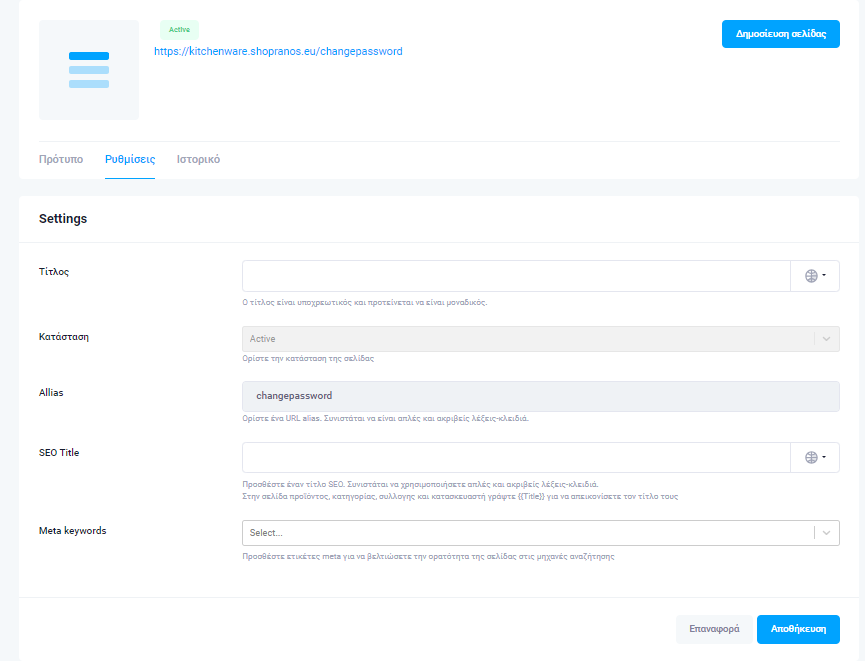 Active
https://kitchenware.shopranos.eu/changepassword
Δημοσίευση σελίδας
Πρότυπο Ρυθμίσεις Ιστορικό
Settings
Τίτλος
Ο τίτλος είναι υποχρεωτικός και προτείνεται να είναι μοναδικός.
Κατάσταση
Active
Ορίστε την κατάσταση της σελίδας
Allias
changepassword
Ορίστε ένα URL alias. Συνιστάται να είναι απλές και ακριβείς λέξεις-κλειδιά.
SEO Title
Προσθέστε έναν τίτλο SEO. Συνιστάται να χρησιμοποιήσετε απλές και ακριβείς λέξεις-κλειδιά.
Στην σελίδα προϊόντος, κατηγορίας, συλλογης και κατασκευαστή γράψτε {{Title}} για να απεικονίσετε τον τίτλο τους
Meta keywords
Select...
Προσθέστε ετικέτες meta για να βελτιώσετε την ορατότητα της σελίδας στις μηχανές αναζήτησης
Επαναφορά Αποθήκευση